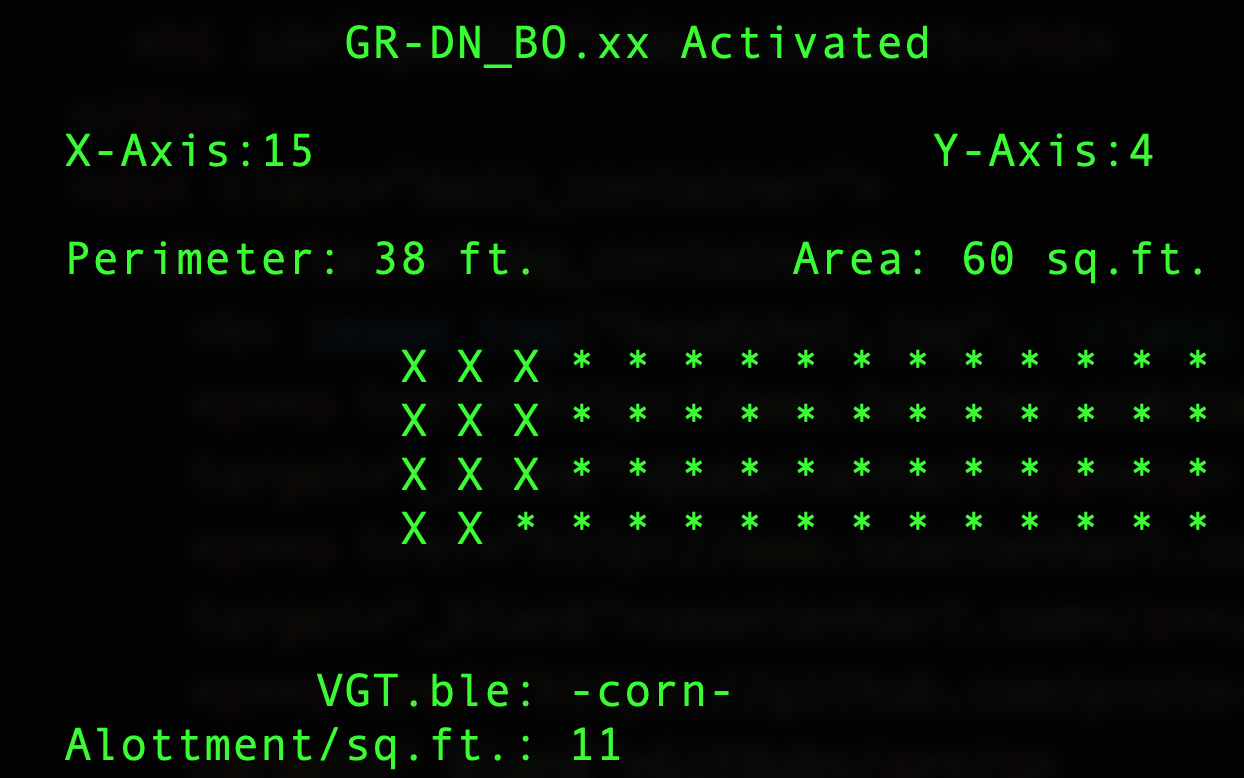 GR-DN_BO.xx Activated
X-Axis:15 Y-Axis:4
Perimeter: 38 ft. Area: 60 sq.ft.
X X X * * * * * * * * * * * *
X X X * * * * * * * * * * * *
X X X * * * * * * * * * * * *
X X * * * * * * * * * * * * *
VGT.ble: -corn-
Alottment/sq.ft.: 11